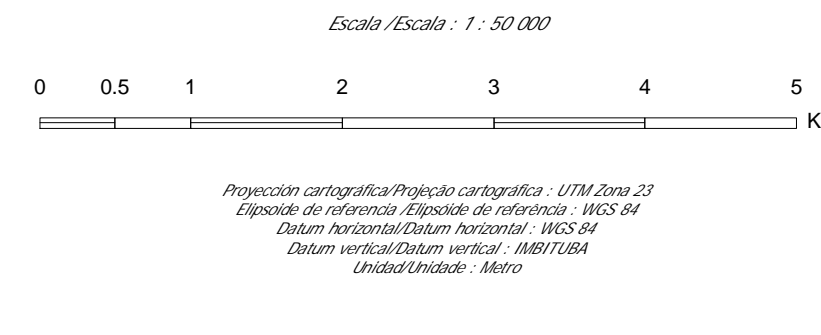 Escala /Escala : 1 : 50 000
0 0.5 1 2 3 4 5
K
Proyección cartográfica/Projeção cartográfica : UTM Zona 23
Elipsoide de referencia /Elipsóide de referência : WGS 84
Datum horizontal/Datum horizontal : WGS 84
Datum vertical/Datum vertical : IMBITUBA
Unidad/Unidade : Metro